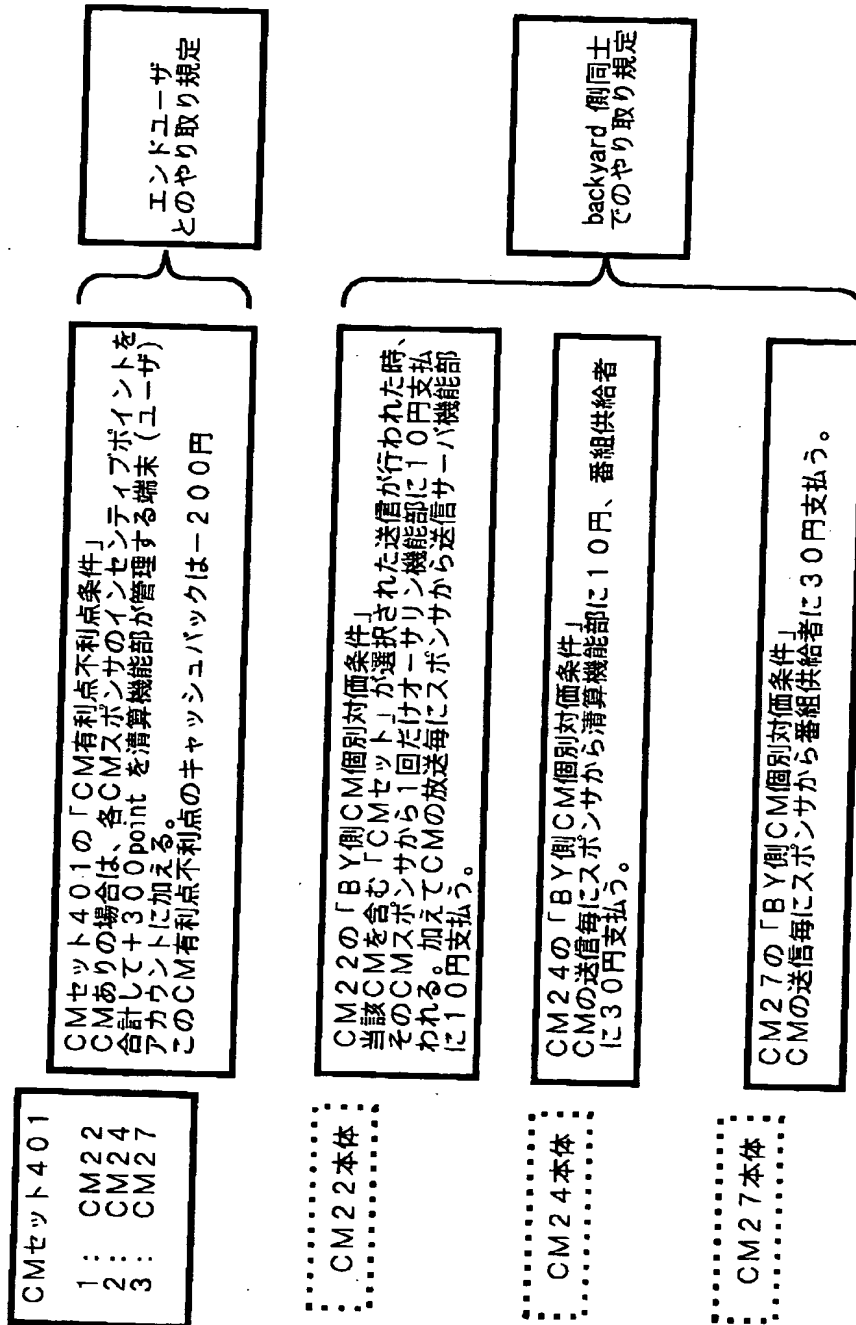 CMセット401
1： CM22
2： CM24
3： CM27
CMセット401の「CM有利点不利点条件」
CMありの場合は、各CMスポンサのインセンティブポイントを
合計して＋300point を清算機能部が管理する端末（ユーザ）
アカウントに加える。
このCM有利点不利点のキャッシュバックは－200円
エンドユーザ
とのやり取り規定
CM22本体
CM22の「BY側CM個別対価条件」
当該CMを含む「CMセット」が選択された送信が行われた時、
そのCMスポンサから1回だけオーサリン機能部に10円支払
われる。加えてCMの放送毎にスポンサから送信サーバ機能部
に10円支払う。
CM24本体
CM24の「BY側CM個別対価条件」
CMの送信毎にスポンサから清算機能部に10円、番組供給者
に30円支払う。
backyard 側同士
でのやり取り規定
CM27本体
CM27の「BY側CM個別対価条件」
CMの送信毎にスポンサから番組供給者に30円支払う。